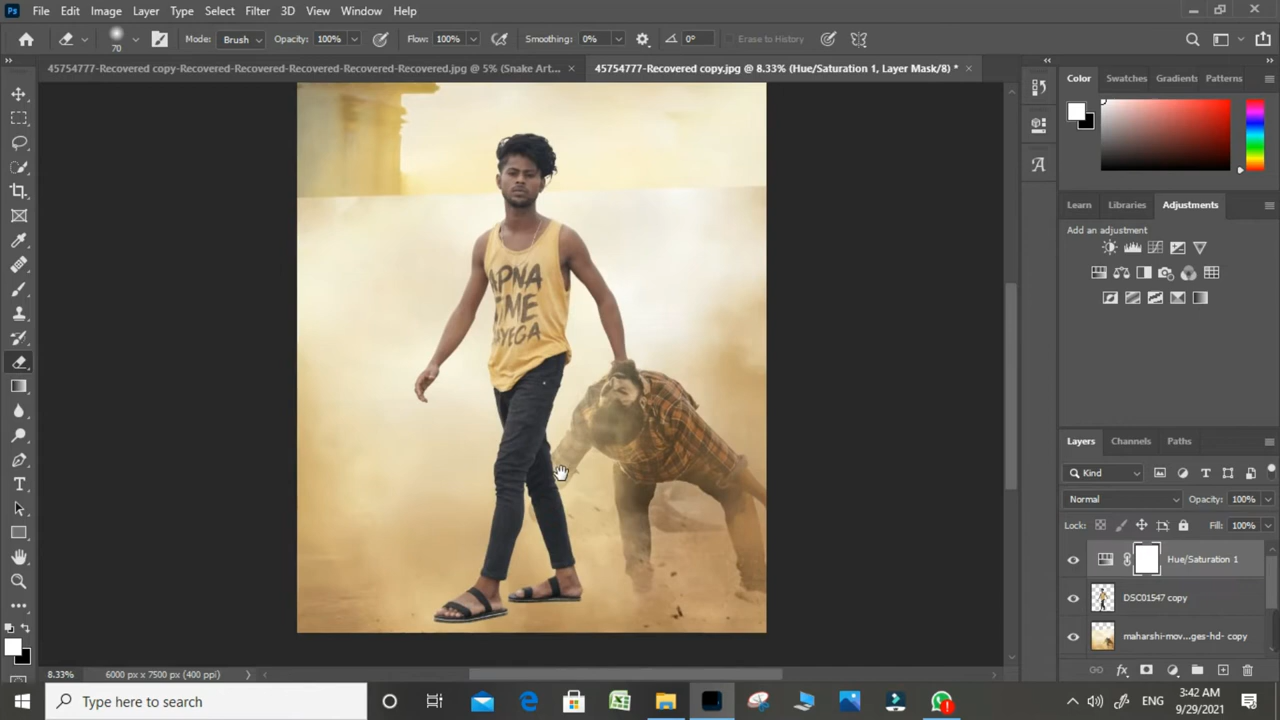 Ps File Edit Image Layer Type Select Filter 3D View Window Help
70 Mode: Brush Opacity: 100% Flow: 100% Smoothing: 0% 0° Erase to History
45754777-Recovered copy-Recovered-Recovered-Recovered-Recovered-Recovered.jpg @ 5% (Snake Art... × 45754777-Recovered copy.jpg @ 8.33% (Hue/Saturation 1, Layer Mask/8) * ×
Color Swatches Gradients Patterns
Learn Libraries Adjustments
Add an adjustment
APNA
TIME
AYEGA
Layers Channels Paths
Kind
Normal Opacity: 100%
Lock: Fill: 100%
Hue/Saturation 1
DSC01547 copy
maharshi-mov...ges-hd- copy
8.33% 6000 px x 7500 px (400 ppi)
Type here to search
ENG
3:42 AM
9/29/2021